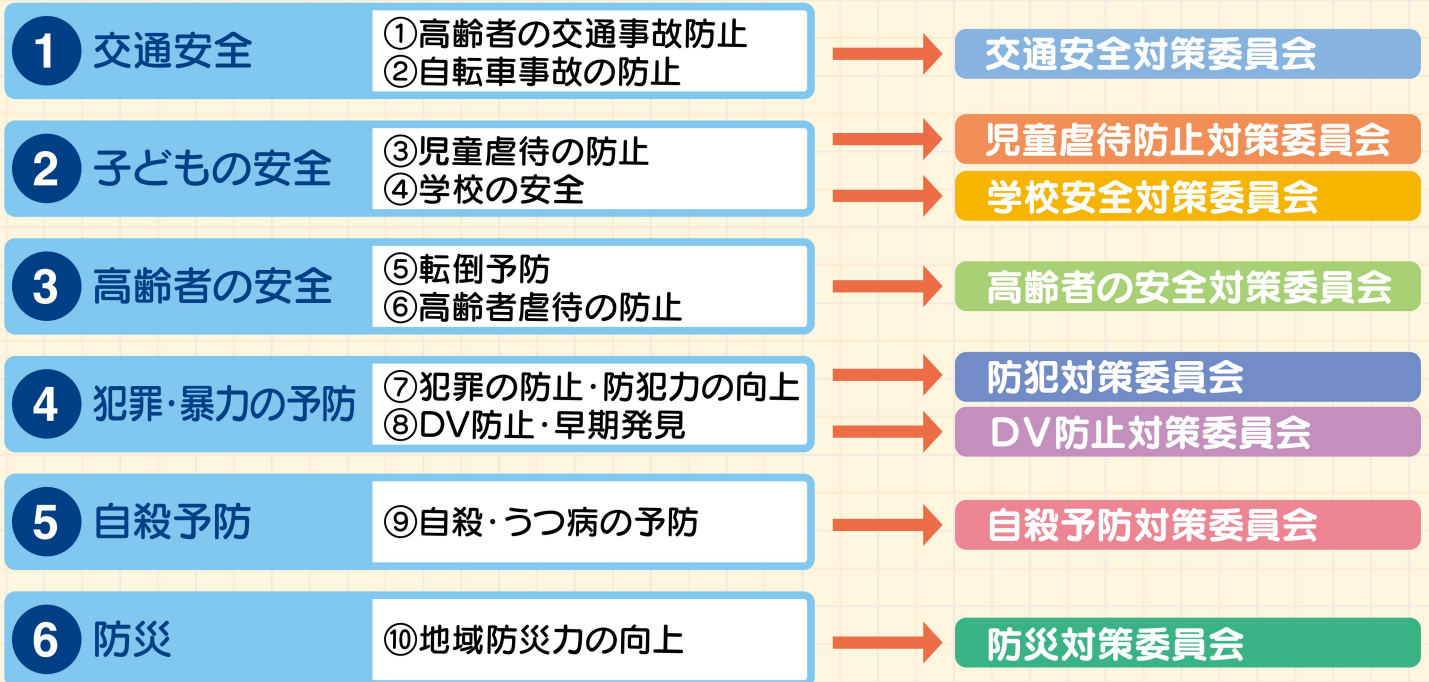 1 交通安全
①高齢者の交通事故防止
②自転車事故の防止
交通安全対策委員会
2 子どもの安全
③児童虐待の防止
④学校の安全
児童虐待防止対策委員会
学校安全対策委員会
3 高齢者の安全
⑤転倒予防
⑥高齢者虐待の防止
高齢者の安全対策委員会
4 犯罪・暴力の予防
⑦犯罪の防止・防犯力の向上
⑧DV防止・早期発見
防犯対策委員会
DV防止対策委員会
5 自殺予防
⑨自殺・うつ病の予防
自殺予防対策委員会
6 防災
⑩地域防災力の向上
防災対策委員会